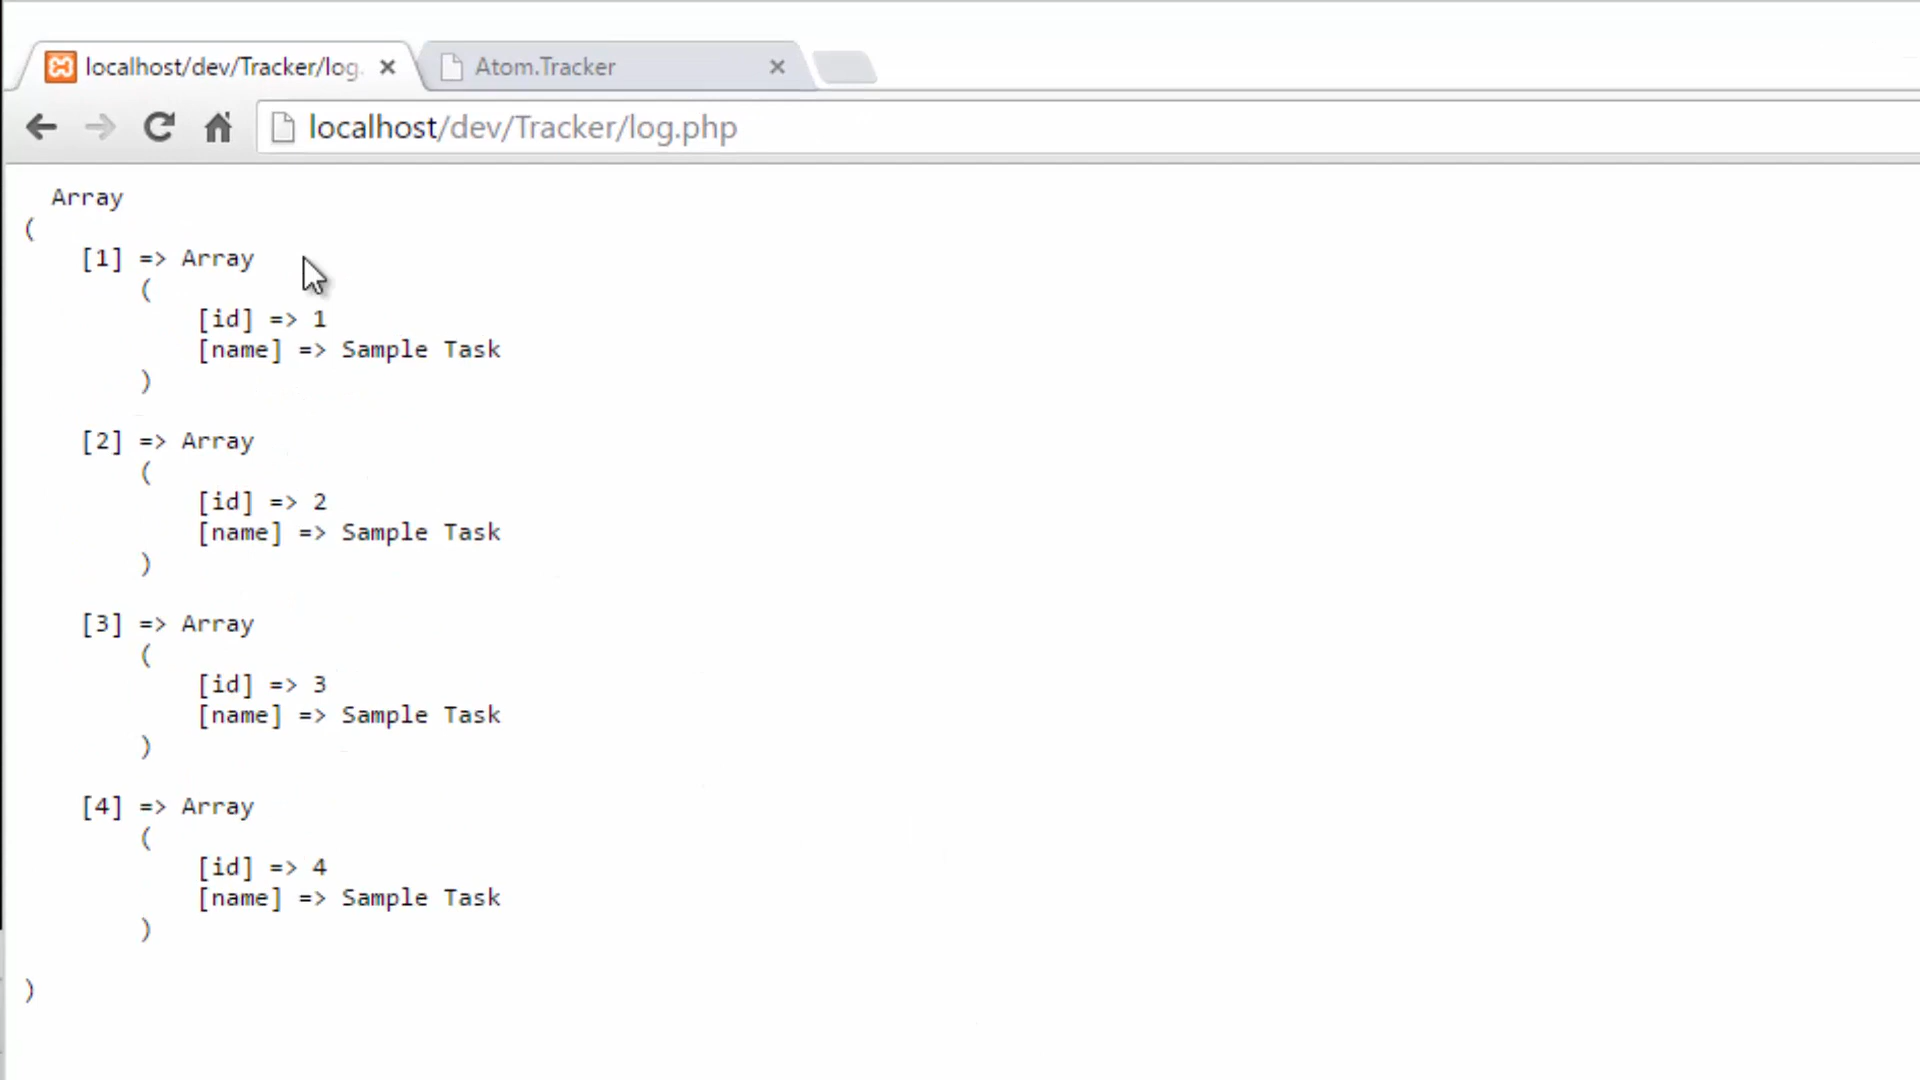 localhost/dev/Tracker/log.
Atom.Tracker
localhost/dev/Tracker/log.php
Array
(
[1] => Array
(
[id] => 1
[name] => Sample Task
)
[2] => Array
(
[id] => 2
[name] => Sample Task
)
[3] => Array
(
[id] => 3
[name] => Sample Task
)
[4] => Array
(
[id] => 4
[name] => Sample Task
)
)